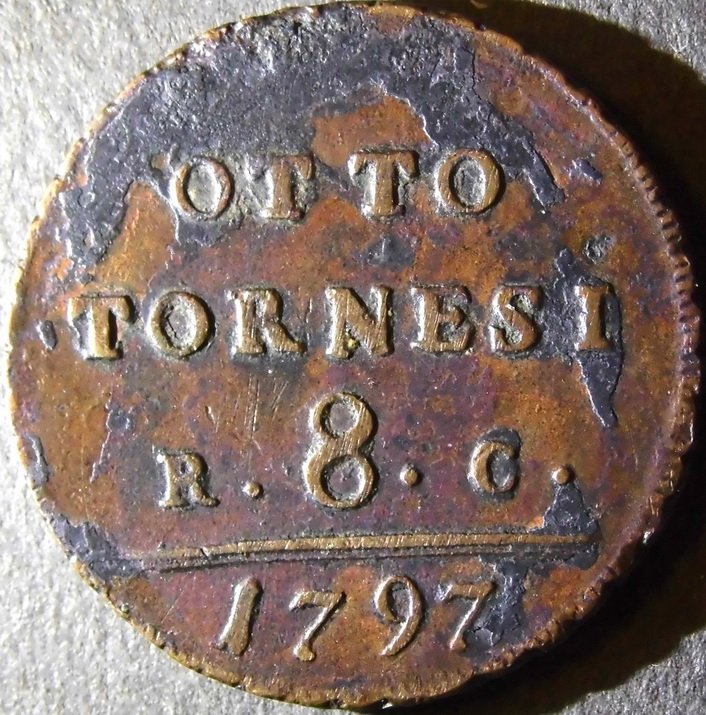 OTTO
TORNESI
R . 8 . C .
1797